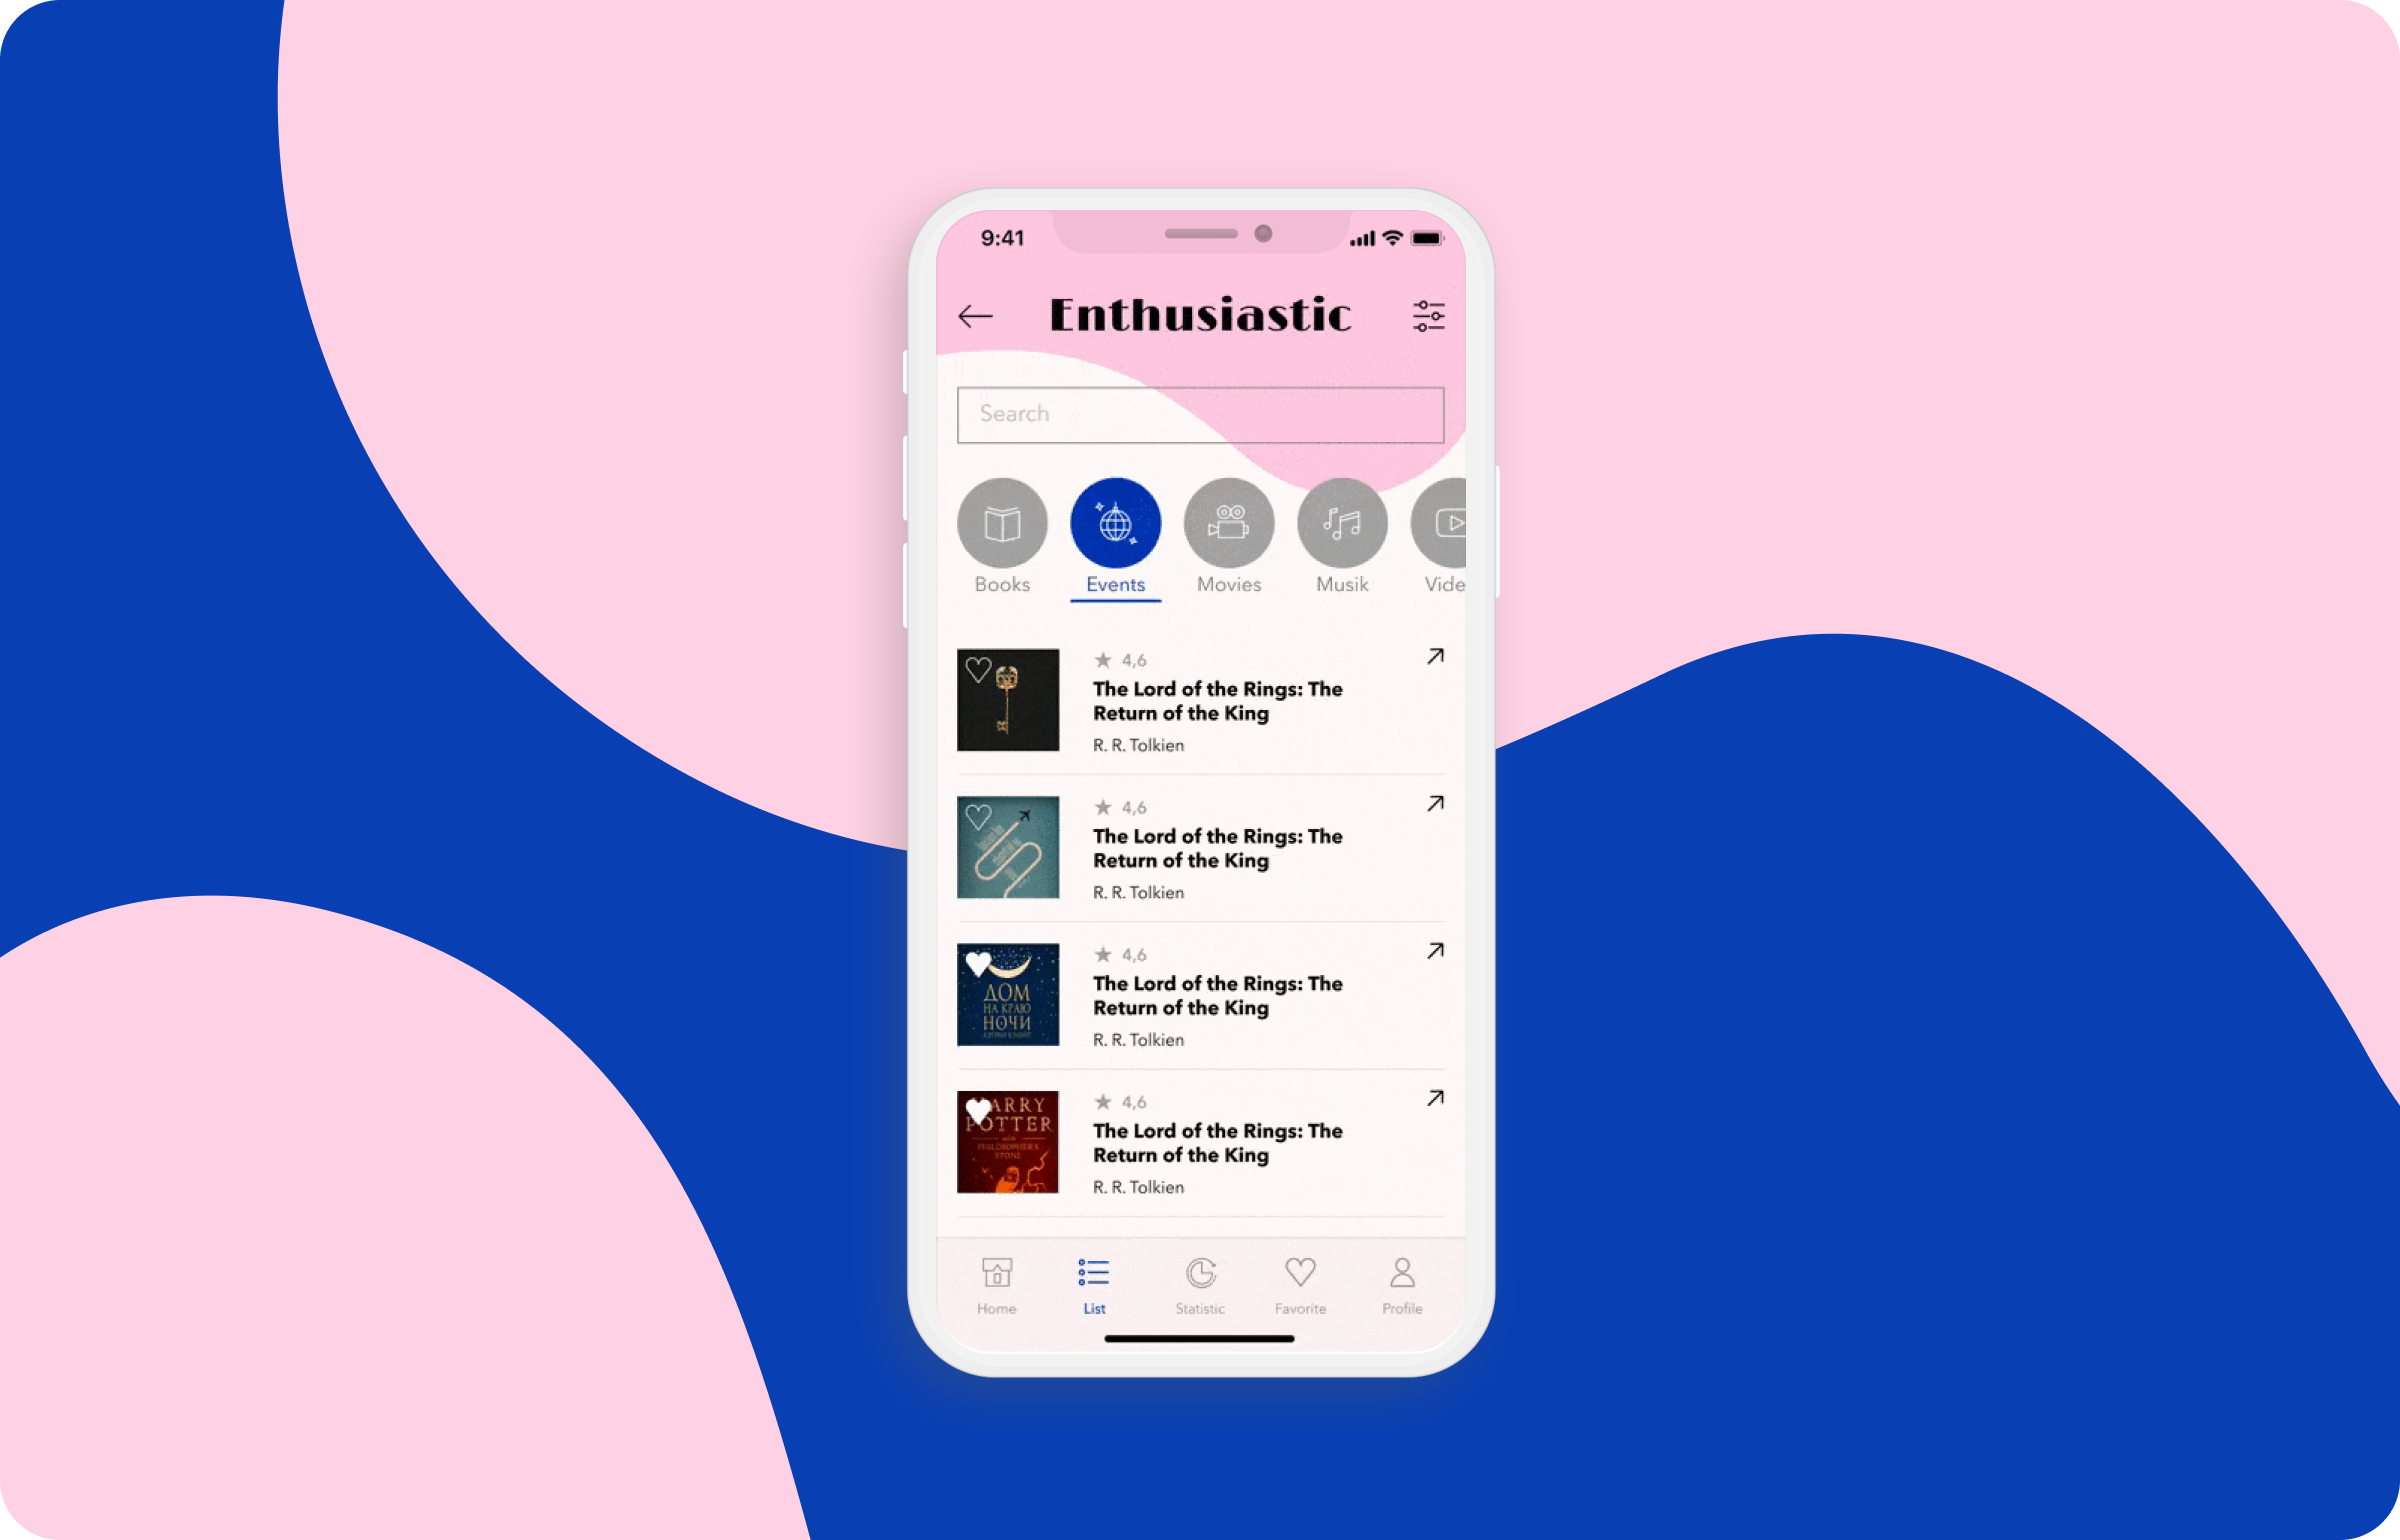 9:41
Enthusiastic
Search
Books
Events
Movies
Musik
Vide
4,6
The Lord of the Rings: The
Return of the King
R. R. Tolkien
4,6
The Lord of the Rings: The
Return of the King
R. R. Tolkien
ДОМ
НА КРАЮ
НОЧИ
4,6
The Lord of the Rings: The
Return of the King
R. R. Tolkien
ARRY
POTTER
PHILOSOPHER'S
STONE
4,6
The Lord of the Rings: The
Return of the King
R. R. Tolkien
Home
List
Statistic
Favorite
Profile